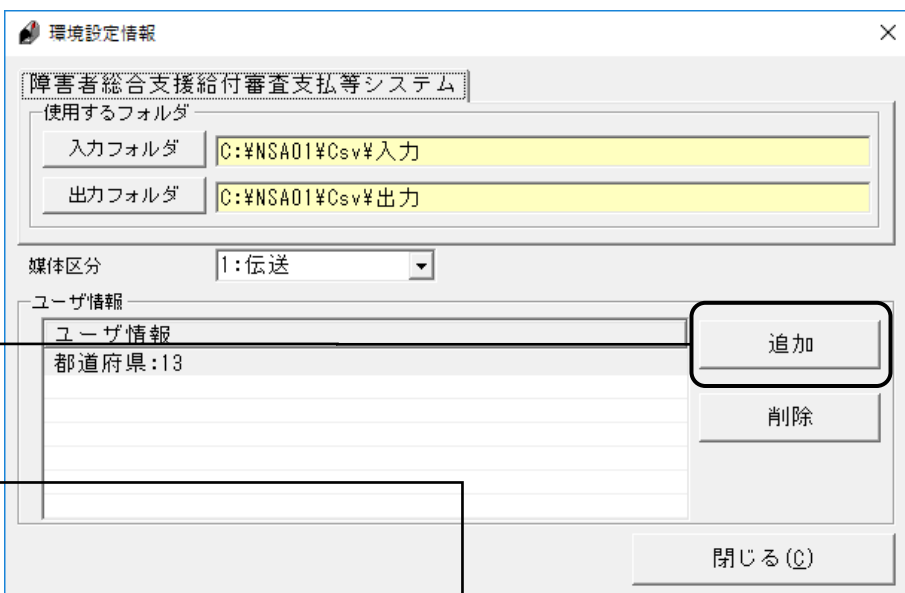 環境設定情報
障害者総合支援給付審査支払等システム
使用するフォルダ
入力フォルダ C:¥NSA01¥Csv¥入力
出力フォルダ C:¥NSA01¥Csv¥出力
媒体区分 1:伝送
ユーザ情報
ユーザ情報
追加
都道府県:13
削除
閉じる(C)